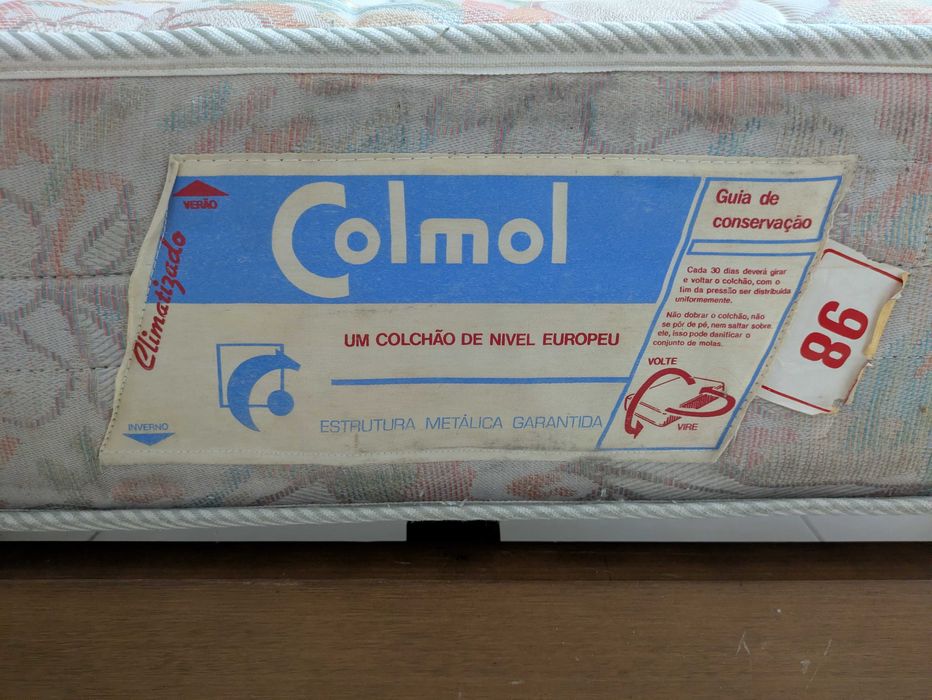 VERÃO
Climatizado
INVERNO
Colmol
UM COLCHÃO DE NIVEL EUROPEU
ESTRUTURA METÁLICA GARANTIDA
Guia de
conservação
Cada 30 dias deverá girar
e voltar o colchão, com o
fim da pressão ser distribuida
uniformemente.
Não dobrar o colchão, não
se pôr de pé, nem saltar sobre
ele, isso pode danificar o
conjunto de molas.
VOLTE
VIRE
86